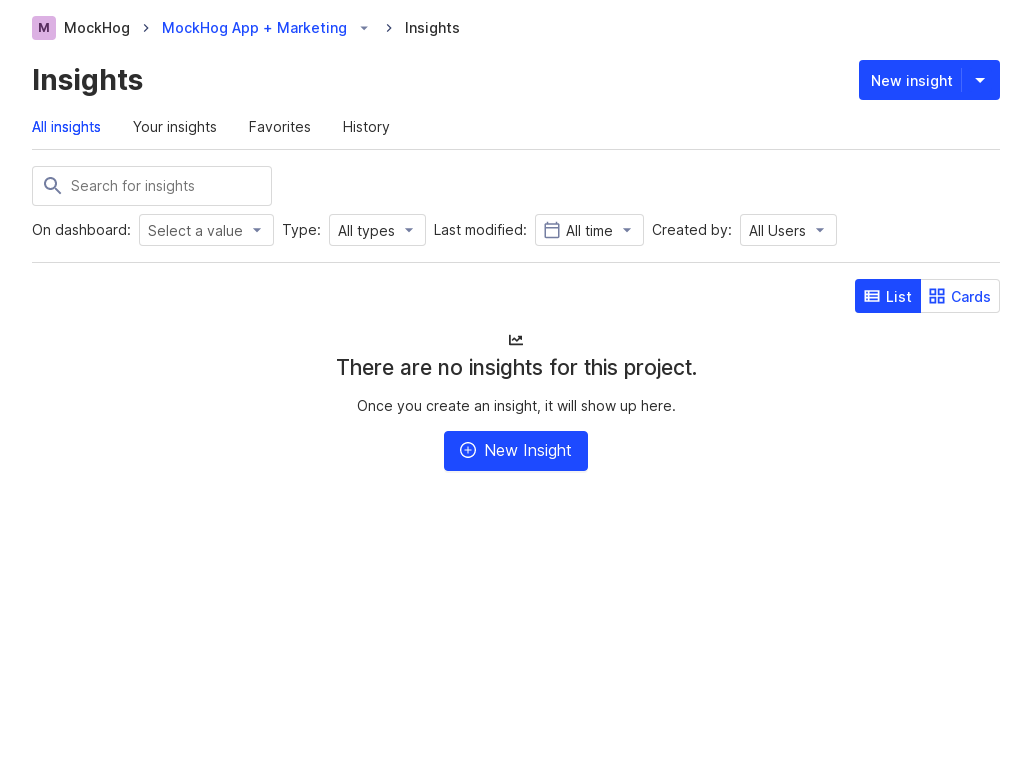 M MockHog MockHog App + Marketing Insights
Insights
New insight
All insights Your insights Favorites History
Search for insights
On dashboard: Select a value Type: All types Last modified: All time Created by: All Users
List Cards
There are no insights for this project.
Once you create an insight, it will show up here.
New Insight